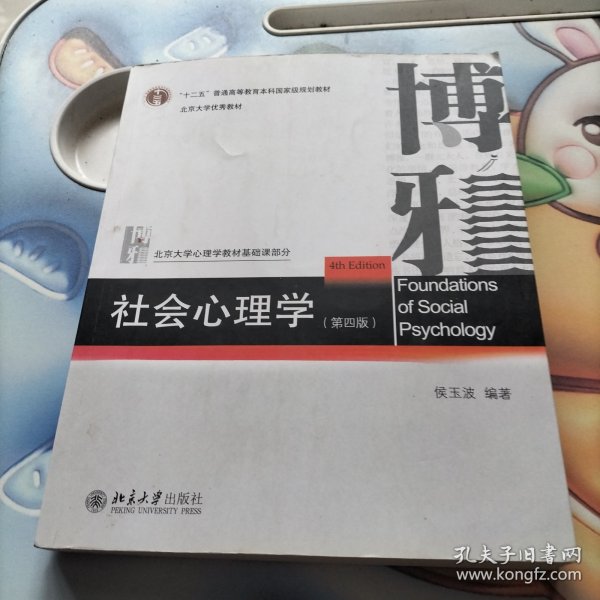 "十二五"普通高等教育本科国家级规划教材
北京大学优秀教材
博雅
博雅
北京大学心理学教材基础课部分
4th Edition
社会心理学(第四版)
Foundations
of Social
Psychology
侯玉波 编著
北京大学出版社
PEKING UNIVERSITY PRESS
孔夫子旧书网
www.kongfz.com